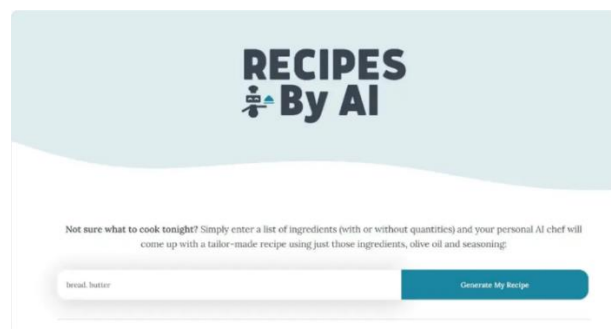 RECIPES
By AI
Not sure what to cook tonight? Simply enter a list of ingredients (with or without quantities) and your personal AI chef will
come up with a tailor-made recipe using just those ingredients, olive oil and seasoning:
bread, butter
Generate My Recipe